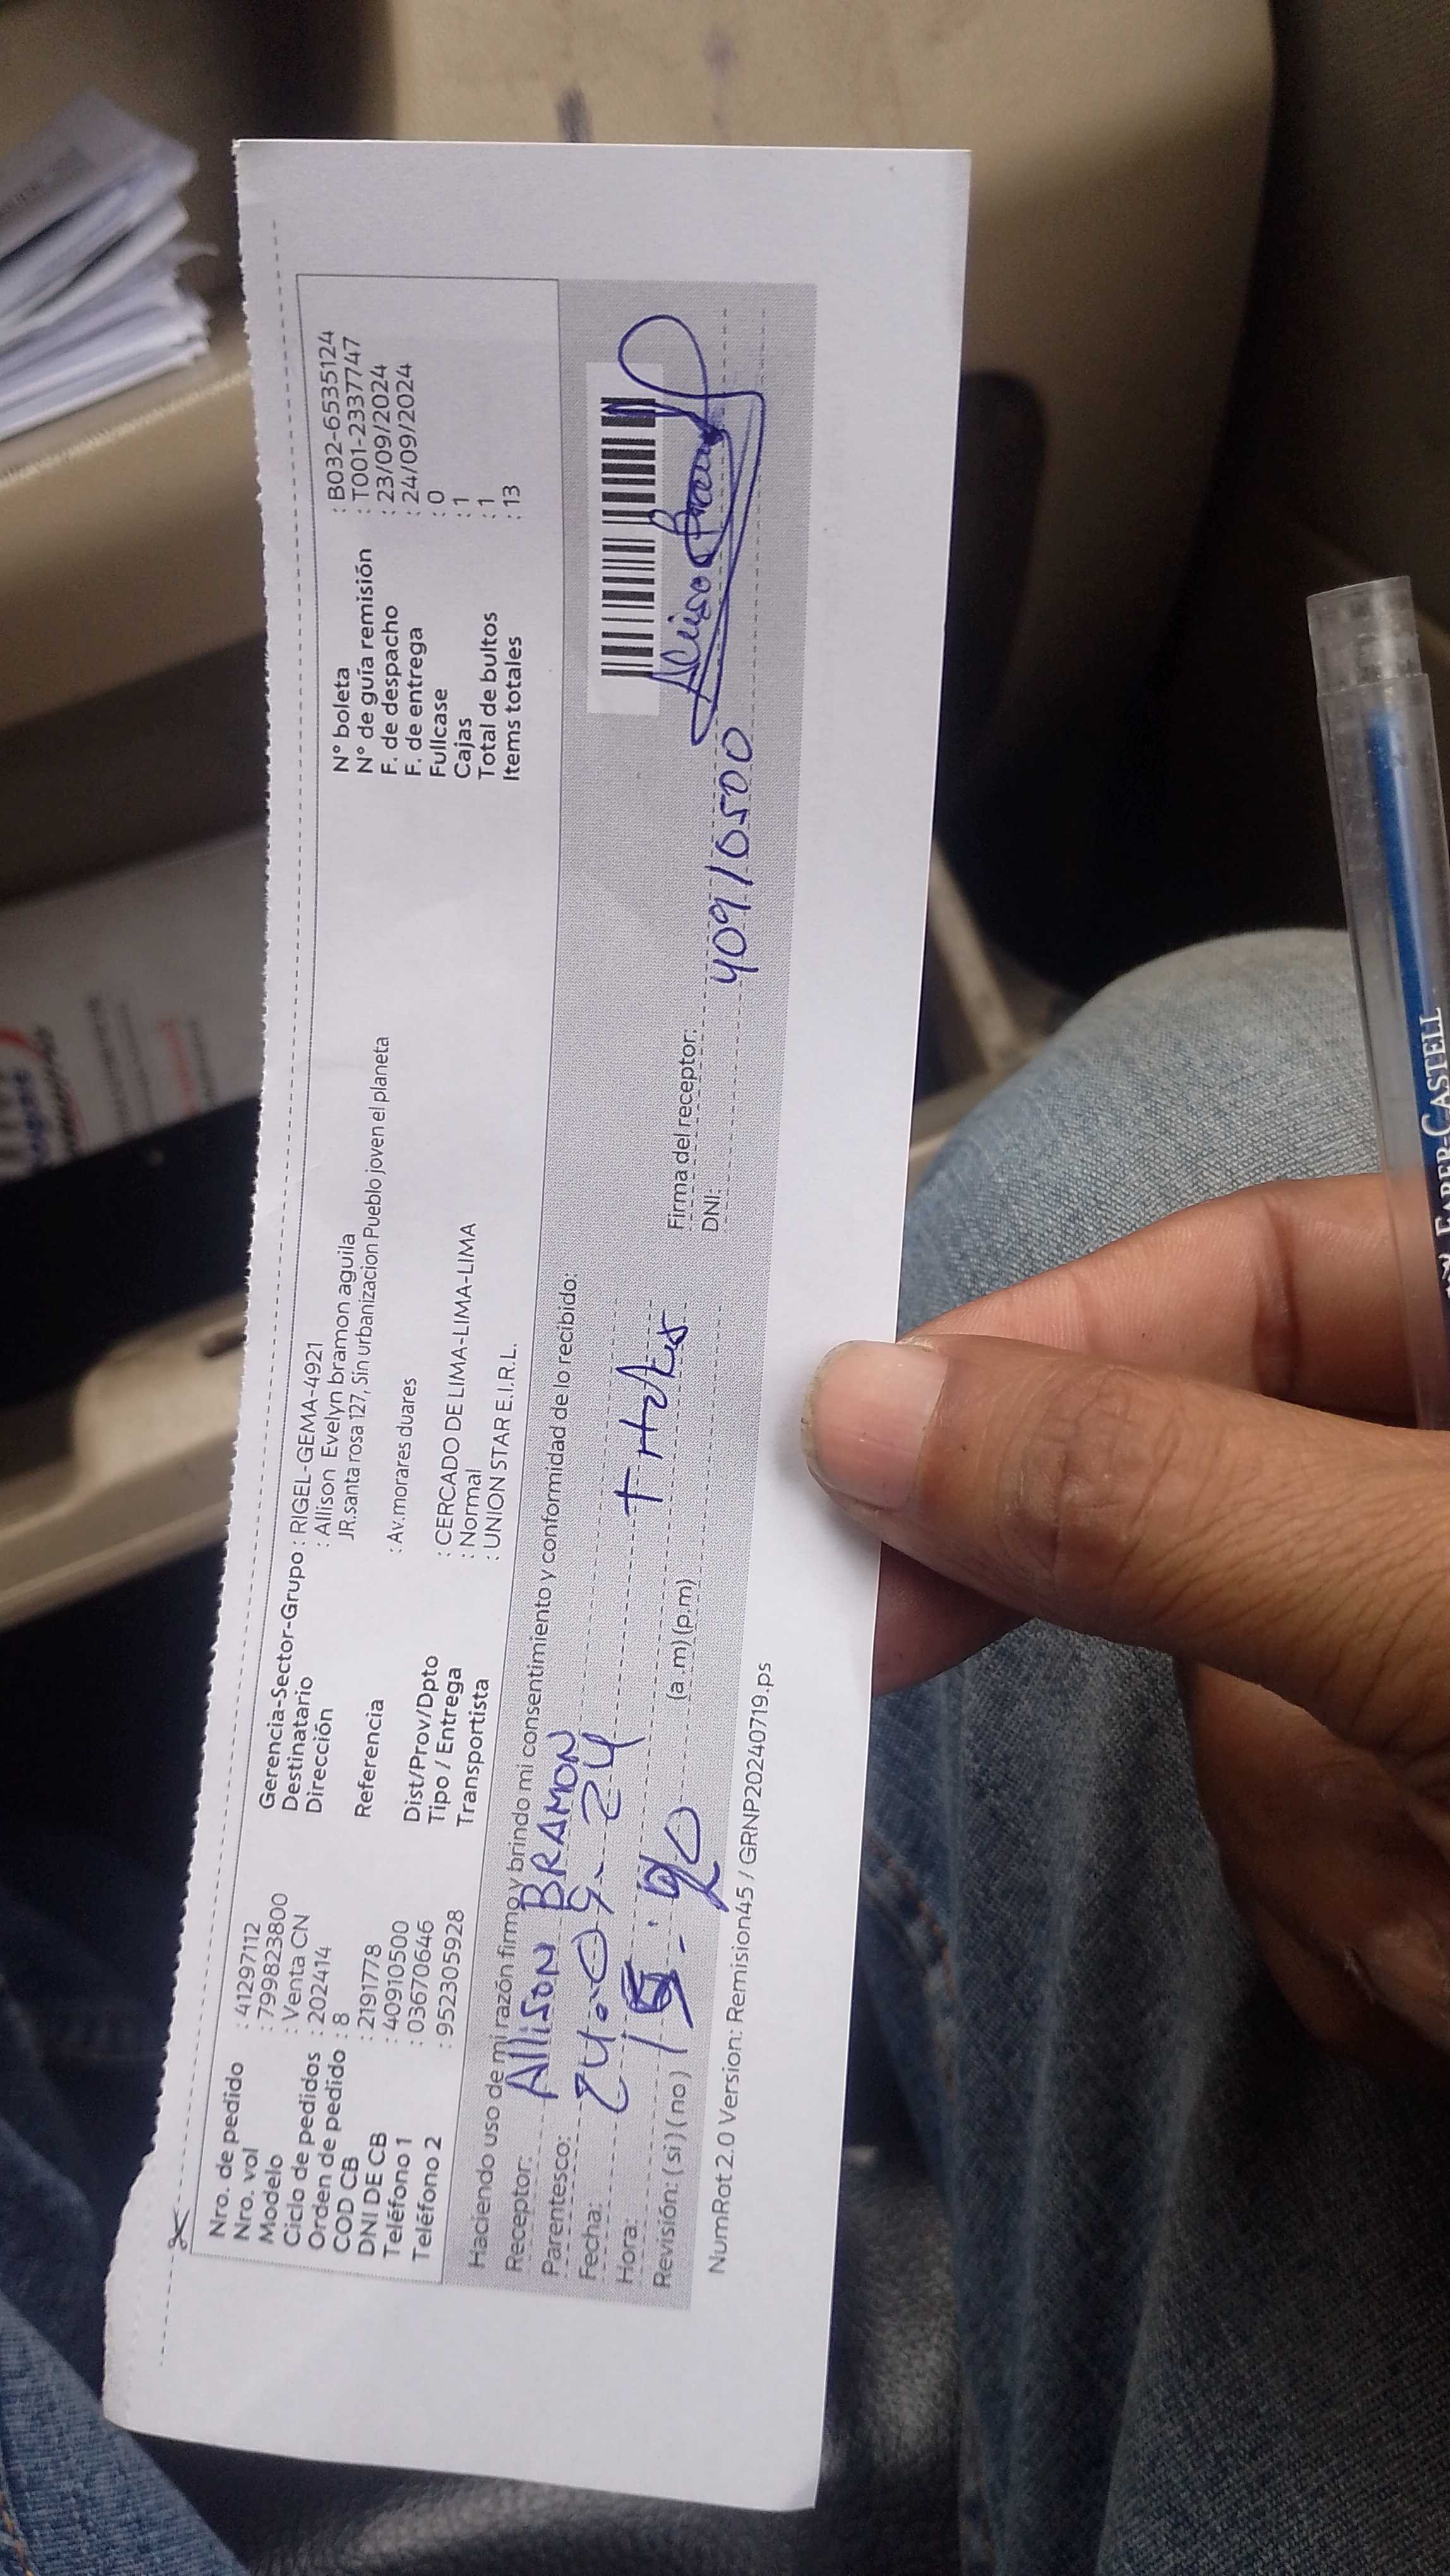 Nro. de pedido : 41297112
Nro. vol : 7998823800
Modelo : Venta CN
Ciclo de pedidos : 202414
Orden de pedido : 8
COD CB : 2191778
DNI DE CB : 40910500
Teléfono 1 : 03670646
Teléfono 2 : 952305928
Gerencia-Sector-Grupo : RIGEL-GEMA-4921
Destinatario : Allison Evelyn bramon aguila
Dirección JR.santa rosa 127, Sin urbanizacion Pueblo joven el planeta
Referencia : Av.morares duares
Dist/Prov/Dpto : CERCADO DE LIMA-LIMA-LIMA
Tipo / Entrega : Normal
Transportista : UNION STAR E.I.R.L.
N° boleta : B032-6535124
N° de guía remisión : T001-2337747
F. de despacho : 23/09/2024
F. de entrega : 24/09/2024
Fullcase : 0
Cajas : 1
Total de bultos : 1
Items totales : 13
Haciendo uso de mi razón firmo y brindo mi consentimiento y conformidad de lo recibido:
Receptor: Allison BRAMON
Parentesco:
Fecha: 24-09-24
Hora: 15:20 (a.m) (p.m)
Revisión: (si) (no)
Firma del receptor:
DNI: 40910500
NumRot 2.0 Version: Remision45 / GRNP20240719.ps
FABER-CASTELL